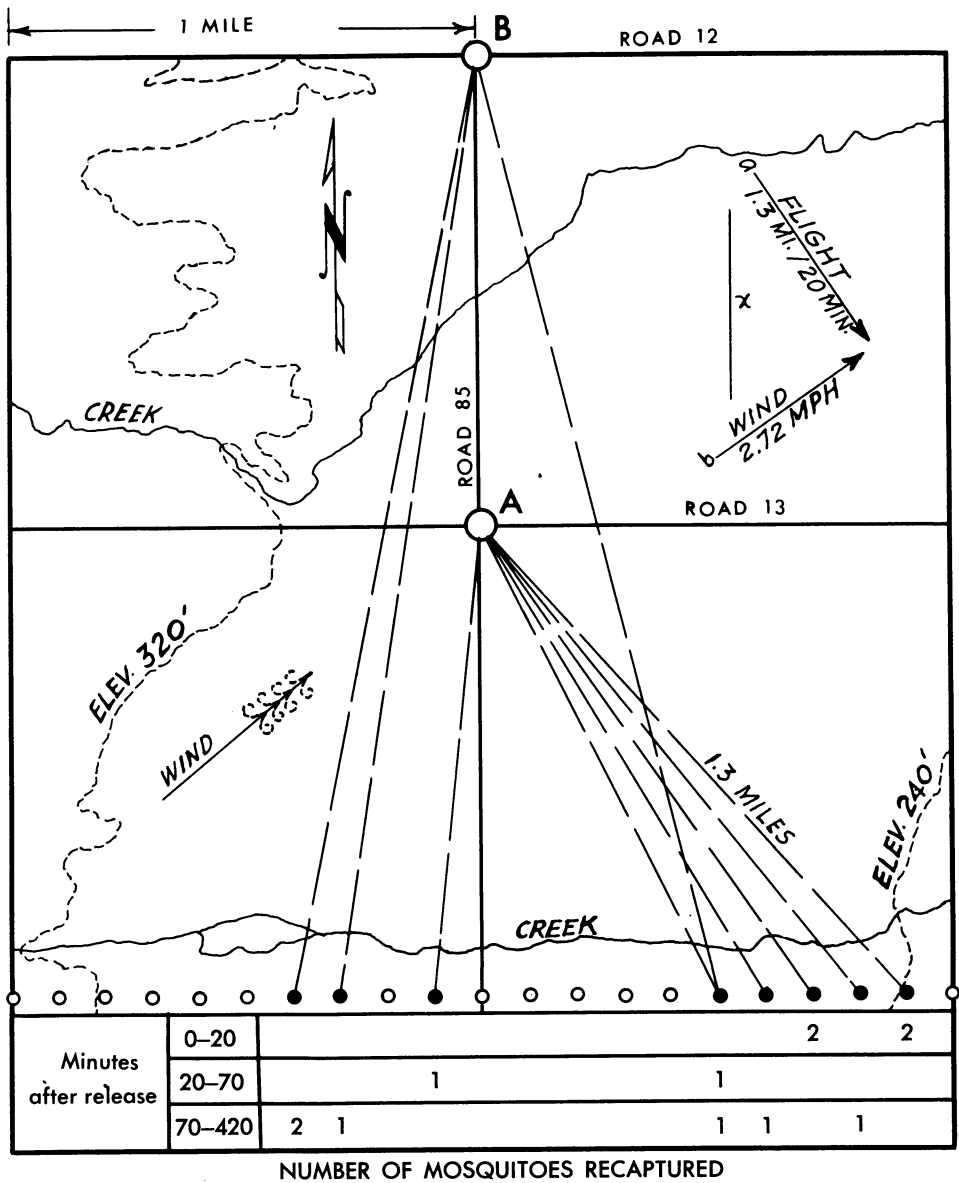 1 MILE
B
ROAD 12
N
a
FLIGHT
1.3 MI./20 MIN.
x
CREEK
ROAD 85
WIND
2.72 MPH
b
A
ROAD 13
ELEV. 320'
WIND
1.3 MILES
ELEV. 240'
CREEK
Minutes
after release
0–20 2 2
20–70 1 1
70–420 2 1 1 1 1
NUMBER OF MOSQUITOES RECAPTURED